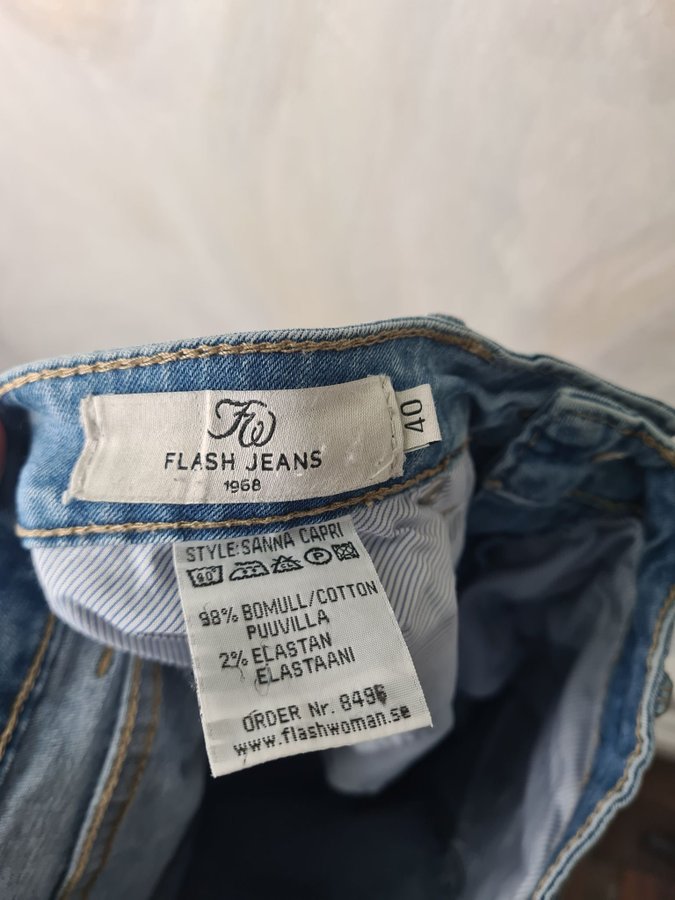 FW
FLASH JEANS
1968
40
STYLE:SANNA CAPRI
98% BOMULL/COTTON
PUUVILLA
2% ELASTAN
ELASTAANI
ORDER Nr. 8496
www.flashwoman.se